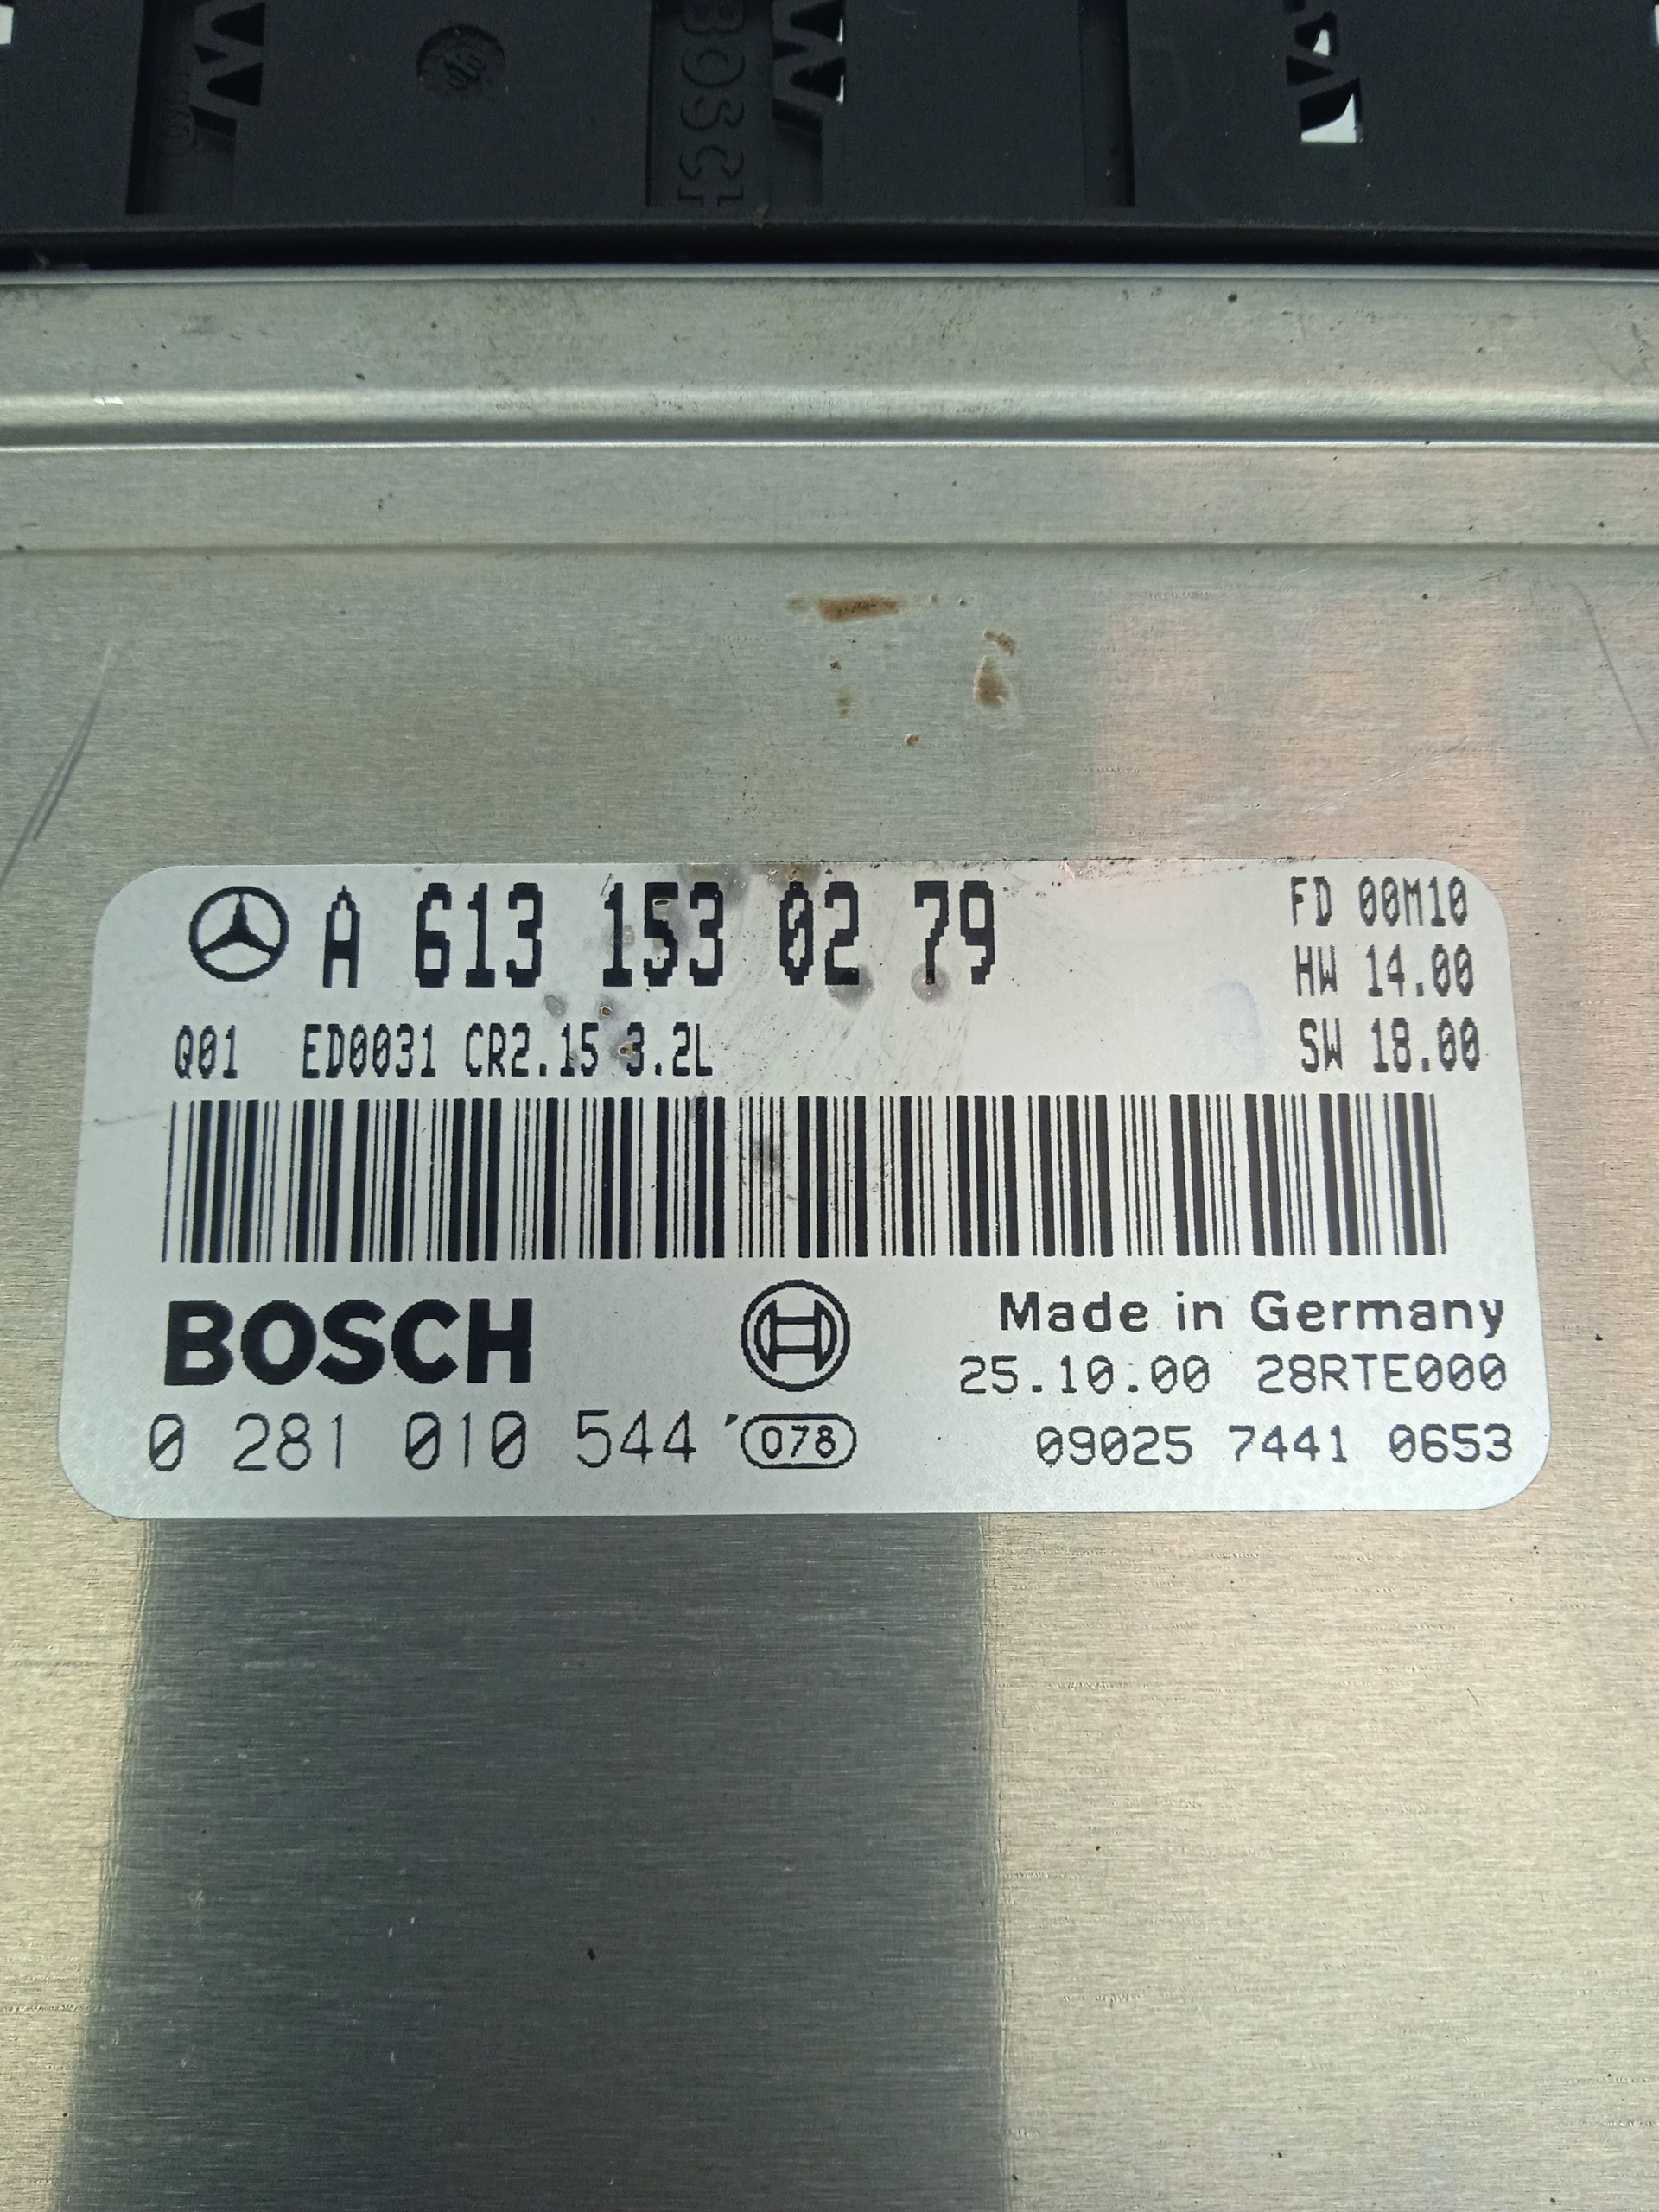 BOSCH
A 613 153 02 79
FD 00M10
HW 14.00
Q01 ED0031 CR2.15 3.2L
SW 18.00
BOSCH
Made in Germany
25.10.00 28RTE000
0 281 010 544 078
09025 7441 0653